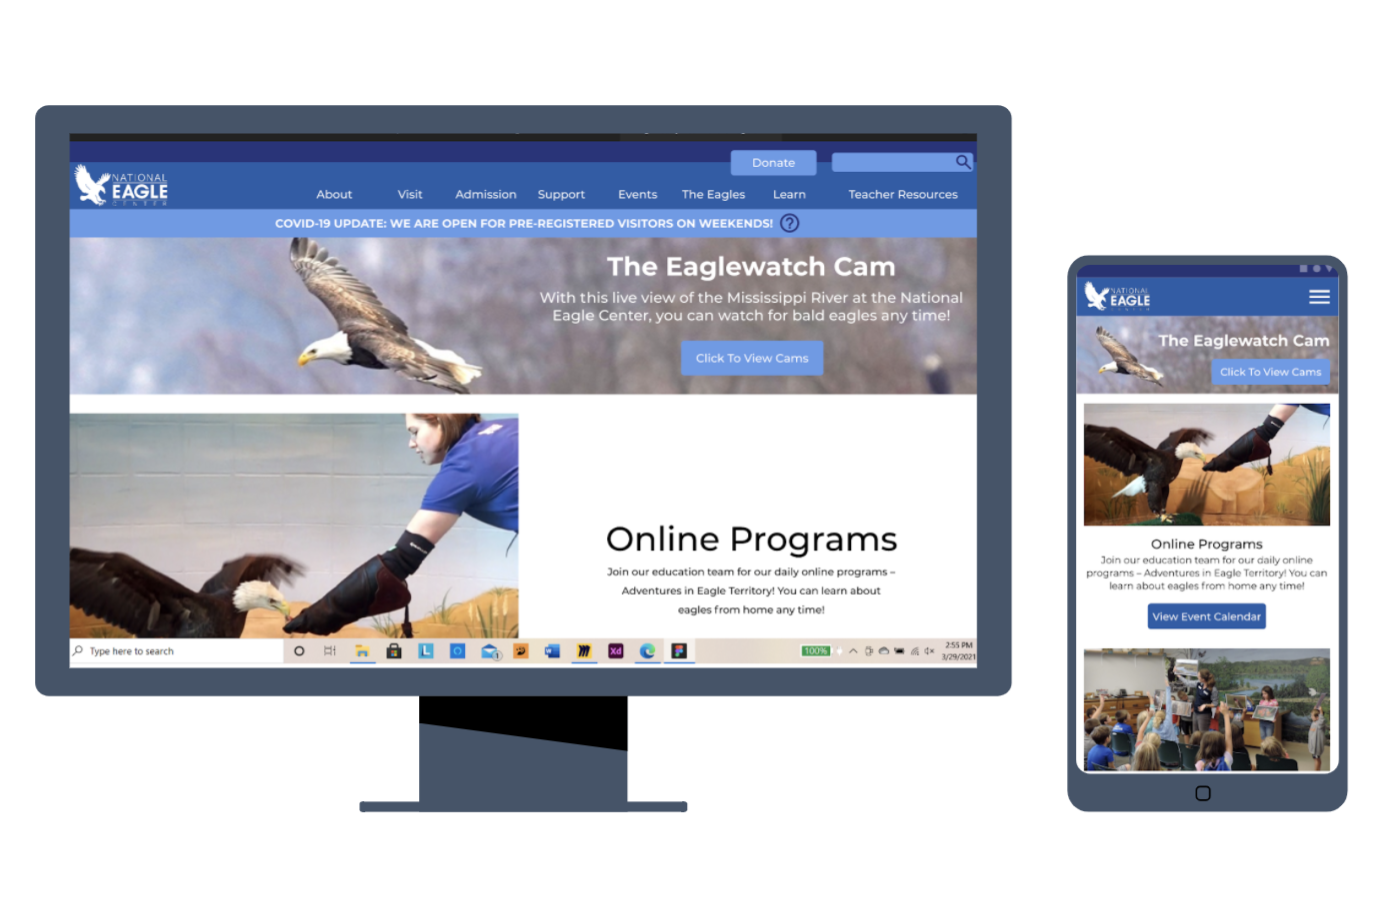 Donate
NATIONAL
EAGLE
CENTER
About Visit Admission Support Events The Eagles Learn Teacher Resources
COVID-19 UPDATE: WE ARE OPEN FOR PRE-REGISTERED VISITORS ON WEEKENDS! ?
The Eaglewatch Cam
With this live view of the Mississippi River at the National
Eagle Center, you can watch for bald eagles any time!
Click To View Cams
Online Programs
Join our education team for our daily online programs –
Adventures in Eagle Territory! You can learn about
eagles from home any time!
Type here to search
L
Xd
100%
2:55 PM
3/29/2021
NATIONAL
EAGLE
CENTER
The Eaglewatch Cam
Click To View Cams
Online Programs
Join our education team for our daily online
programs – Adventures in Eagle Territory! You can
learn about eagles from home any time!
View Event Calendar